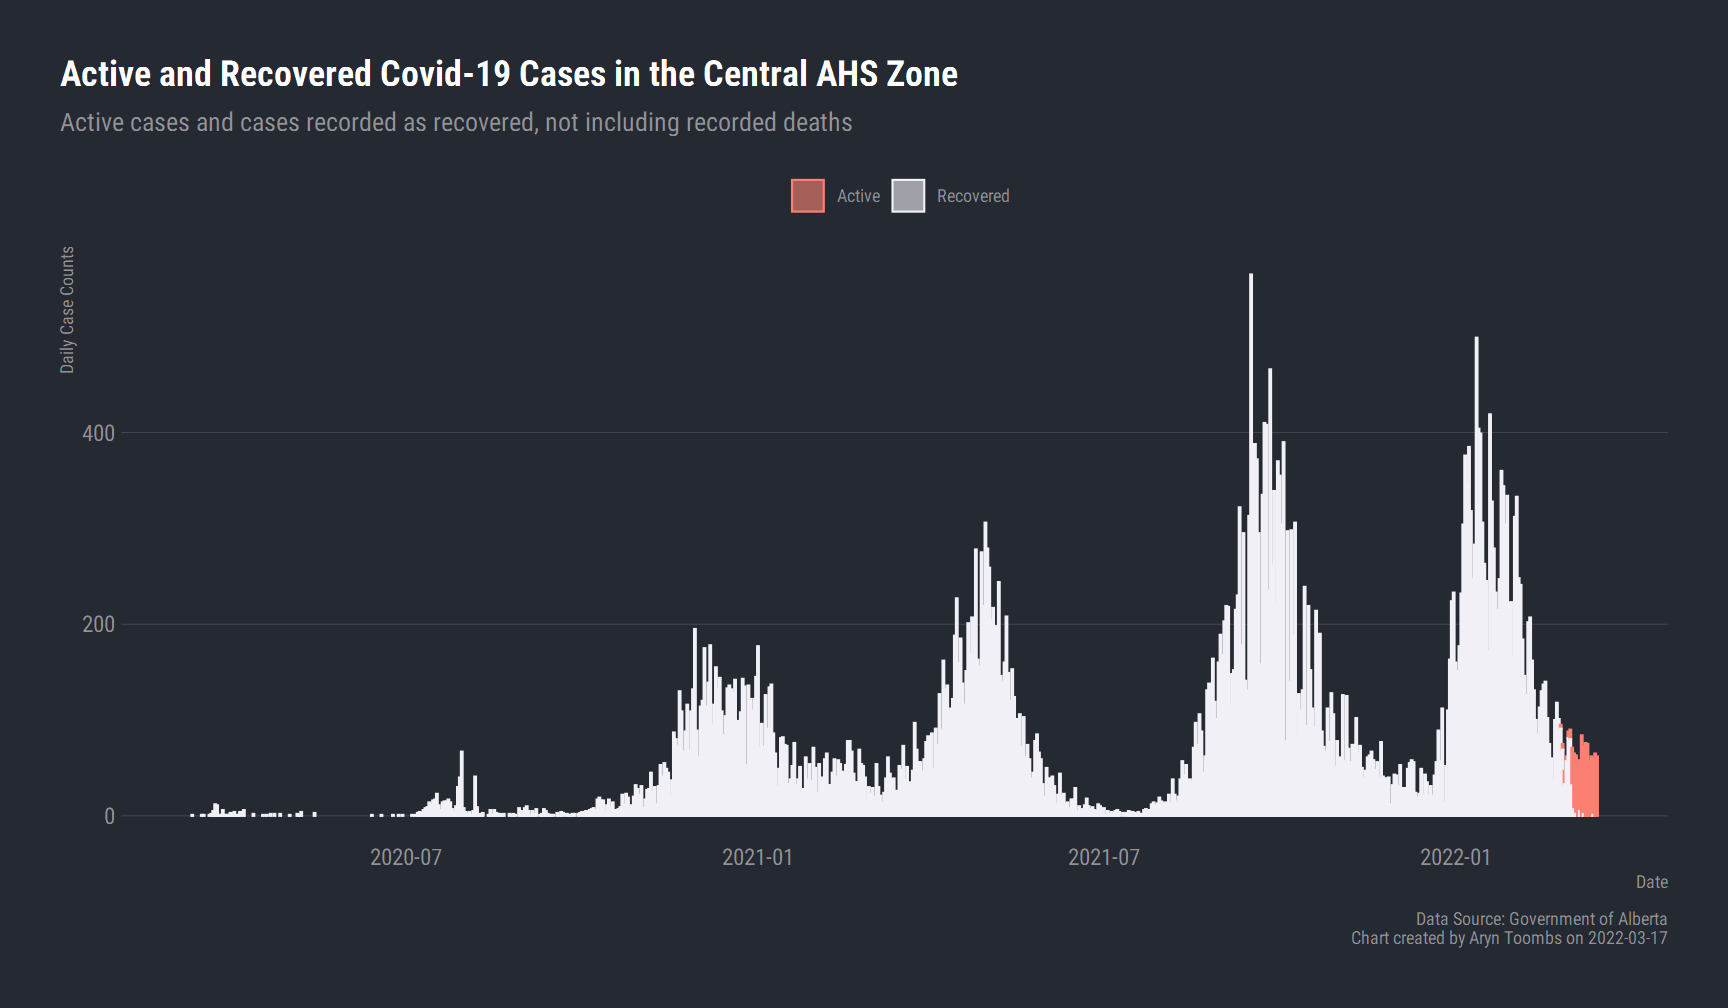 Active and Recovered Covid-19 Cases in the Central AHS Zone
Active cases and cases recorded as recovered, not including recorded deaths
Active
Recovered
Daily Case Counts
400
200
0
2020-07
2021-01
2021-07
2022-01
Date
Data Source: Government of Alberta
Chart created by Aryn Toombs on 2022-03-17